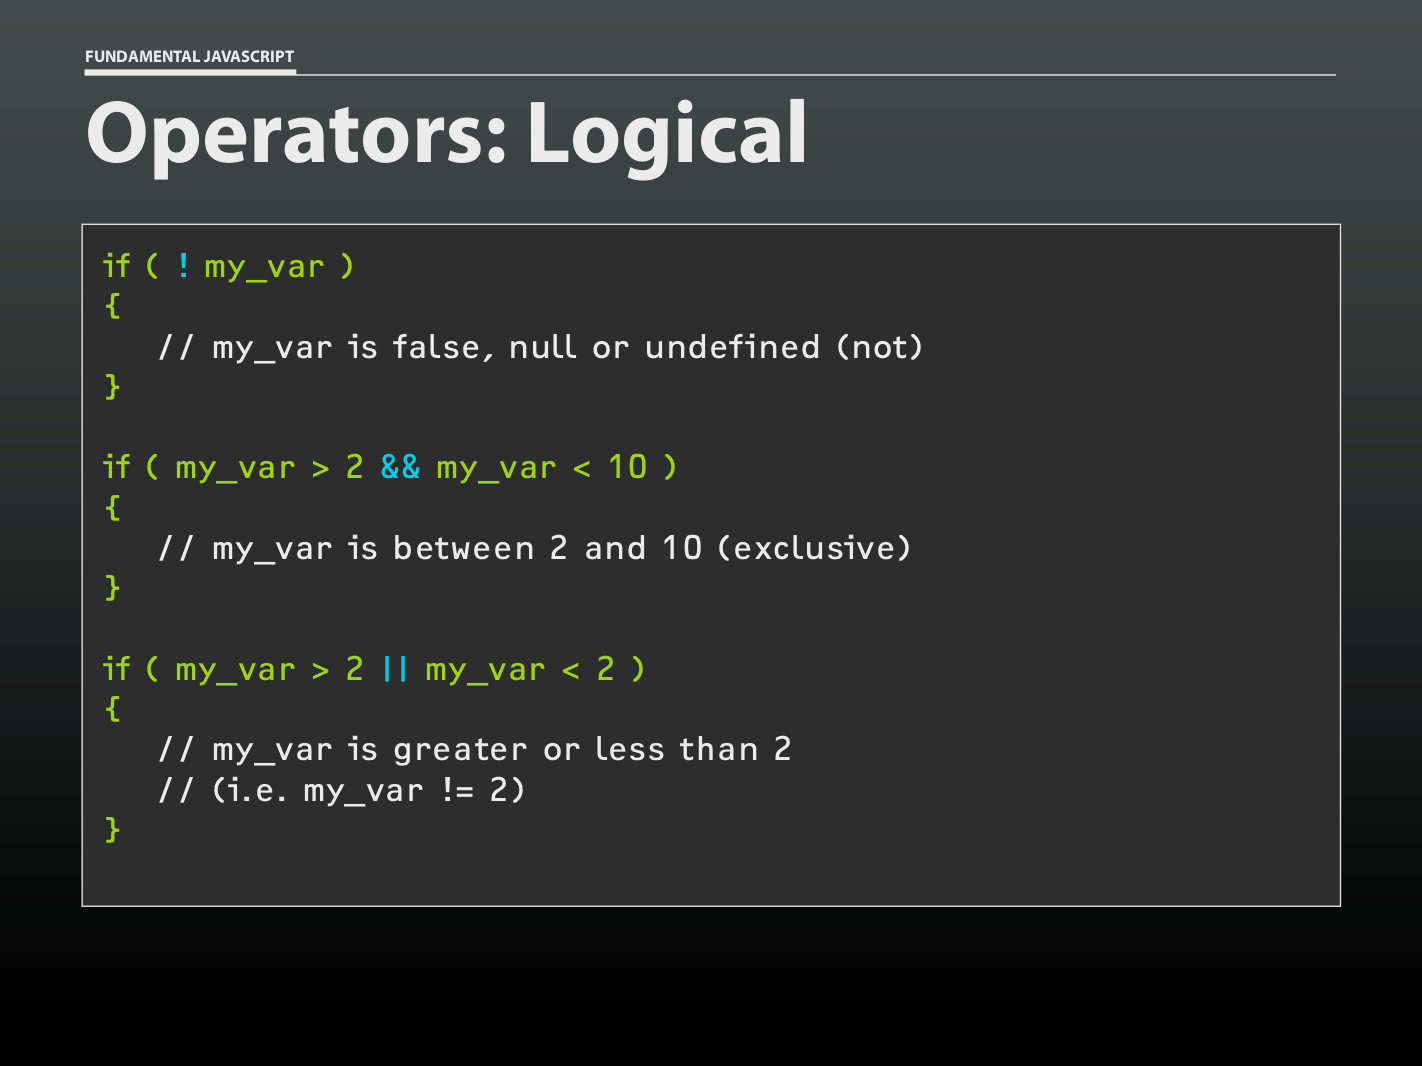 FUNDAMENTAL JAVASCRIPT
Operators: Logical
if ( ! my_var )
{
// my_var is false, null or undefined (not)
}
if ( my_var > 2 && my_var < 10 )
{
// my_var is between 2 and 10 (exclusive)
}
if ( my_var > 2 || my_var < 2 )
{
// my_var is greater or less than 2
// (i.e. my_var != 2)
}